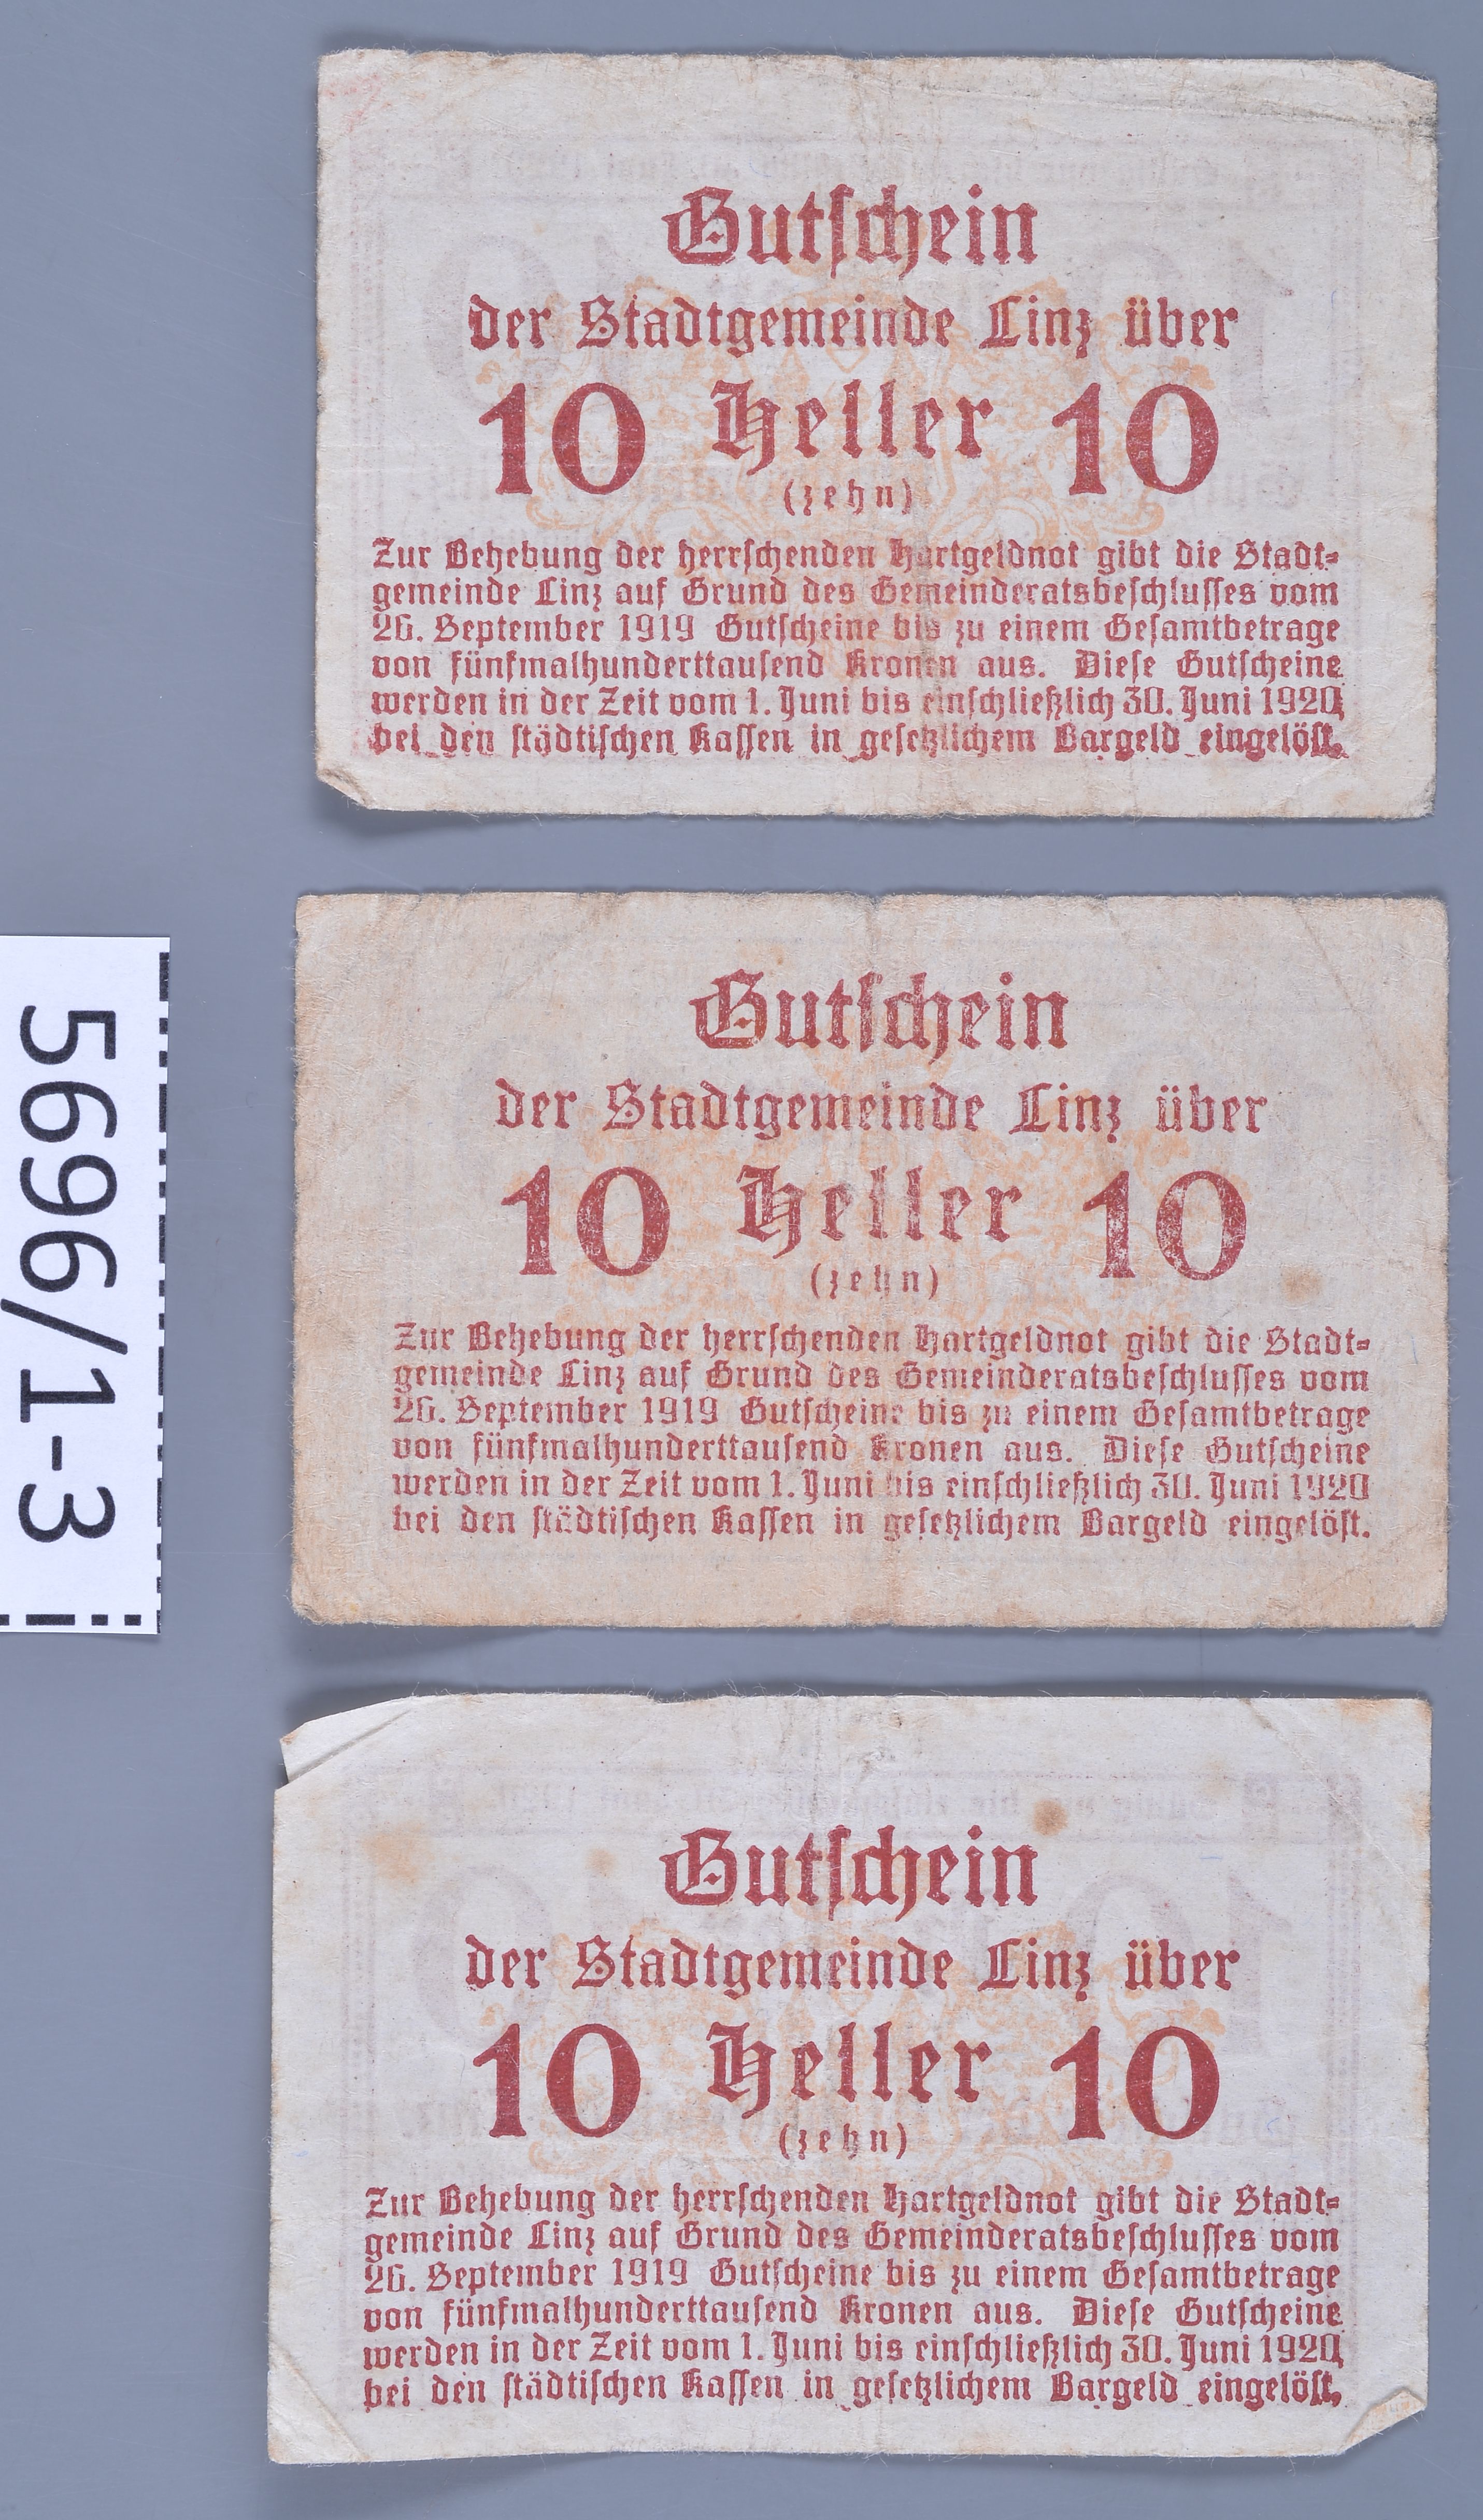 Gutschein
der Stadtgemeinde Linz über
10 Heller 10
(zehn)
Zur Behebung der herrschenden Hartgeldnot gibt die Stadt-
gemeinde Linz auf Grund des Gemeinderatsbeschlusses vom
26. September 1919 Gutscheine bis zu einem Gesamtbetrage
von fünfmalhunderttausend Kronen aus. Diese Gutscheine
werden in der Zeit vom 1. Juni bis einschließlich 30. Juni 1920
bei den städtischen Kassen in gesetzlichem Bargeld eingelöst.
5696/1-3
Gutschein
der Stadtgemeinde Linz über
10 Heller 10
(zehn)
Zur Behebung der herrschenden Hartgeldnot gibt die Stadt-
gemeinde Linz auf Grund des Gemeinderatsbeschlusses vom
26. September 1919 Gutscheine bis zu einem Gesamtbetrage
von fünfmalhunderttausend Kronen aus. Diese Gutscheine
werden in der Zeit vom 1. Juni bis einschließlich 30. Juni 1920
bei den städtischen Kassen in gesetzlichem Bargeld eingelöst.
Gutschein
der Stadtgemeinde Linz über
10 Heller 10
(zehn)
Zur Behebung der herrschenden Hartgeldnot gibt die Stadt-
gemeinde Linz auf Grund des Gemeinderatsbeschlusses vom
26. September 1919 Gutscheine bis zu einem Gesamtbetrage
von fünfmalhunderttausend Kronen aus. Diese Gutscheine
werden in der Zeit vom 1. Juni bis einschließlich 30. Juni 1920
bei den städtischen Kassen in gesetzlichem Bargeld eingelöst.